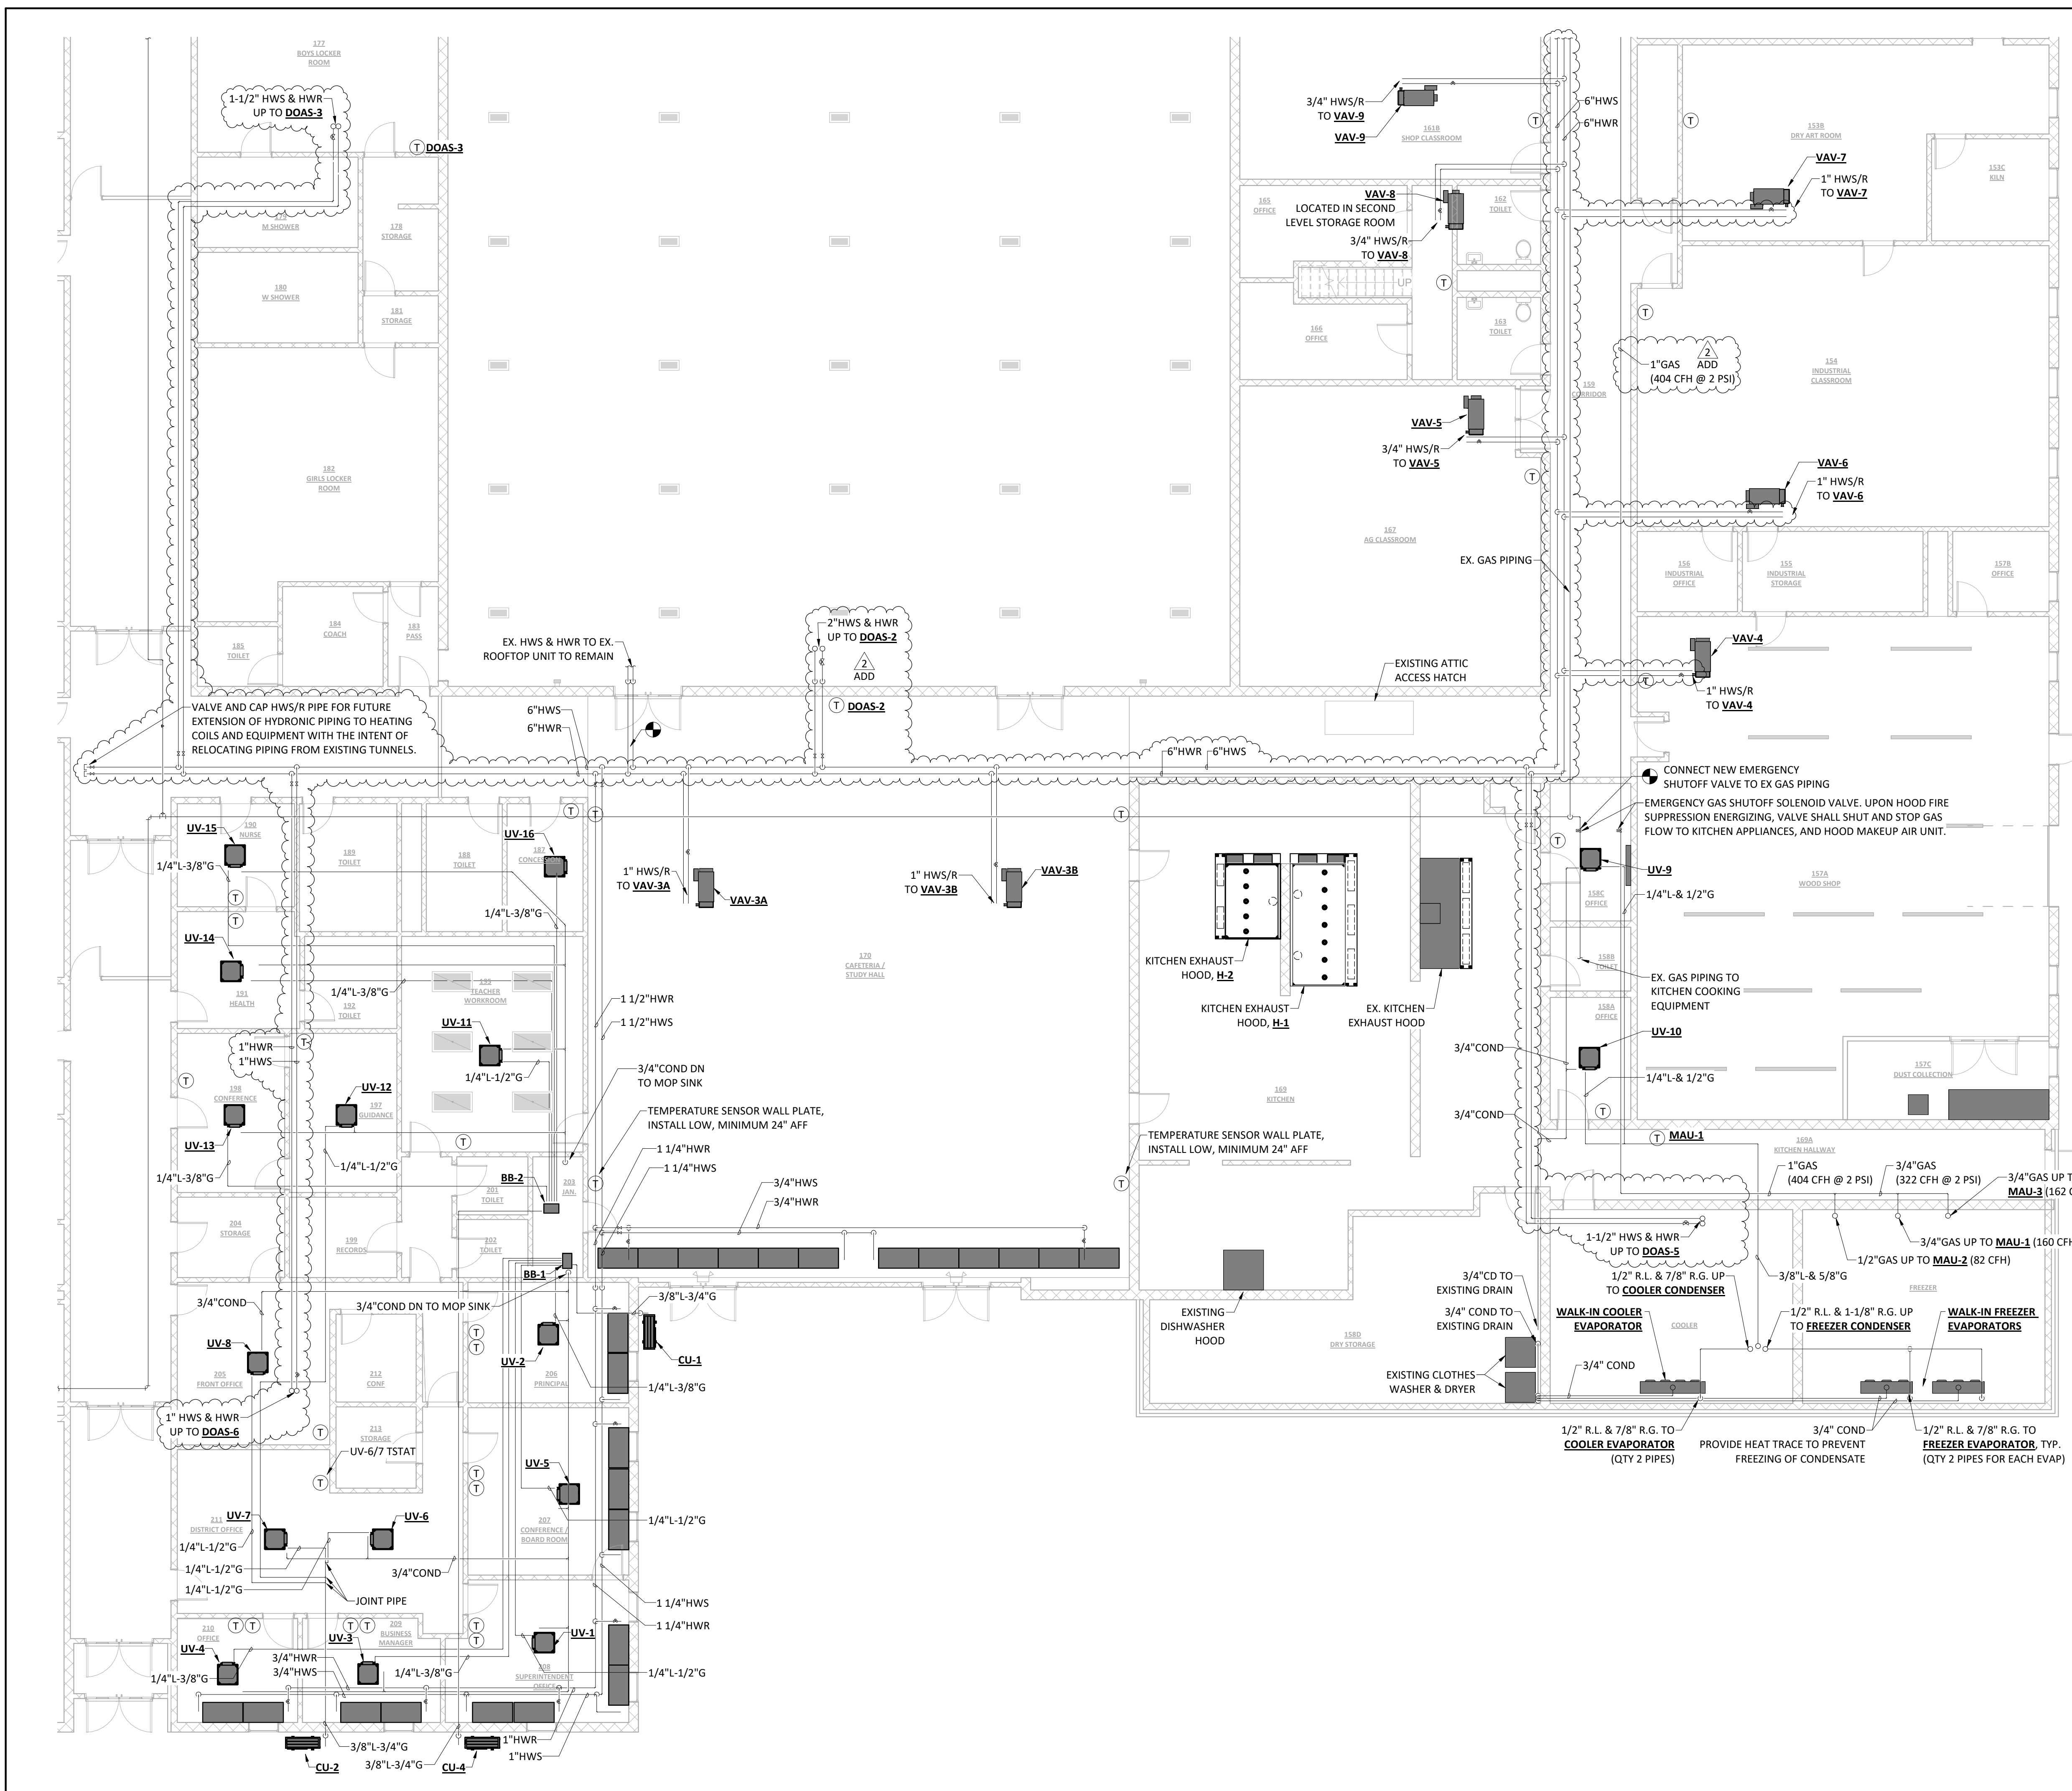 177
BOYS LOCKER
ROOM
1-1/2" HWS & HWR
UP TO DOAS-3
T DOAS-3
M SHOWER
178
STORAGE
180
W SHOWER
181
STORAGE
182
GIRLS LOCKER
ROOM
184
COACH
183
PASS
185
TOILET
3/4" HWS/R
TO VAV-9
VAV-9
161B
SHOP CLASSROOM
T
6"HWS
6"HWR
T
153B
DRY ART ROOM
153C
KILN
VAV-7
1" HWS/R
TO VAV-7
VAV-8
LOCATED IN SECOND
LEVEL STORAGE ROOM
3/4" HWS/R
TO VAV-8
165
OFFICE
162
TOILET
UP
T
166
OFFICE
163
TOILET
T
1"GAS
(404 CFH @ 2 PSI)
2
ADD
154
INDUSTRIAL
CLASSROOM
159
CORRIDOR
VAV-5
3/4" HWS/R
TO VAV-5
T
VAV-6
1" HWS/R
TO VAV-6
167
AG CLASSROOM
EX. GAS PIPING
156
INDUSTRIAL
OFFICE
155
INDUSTRIAL
STORAGE
157R
OFFICE
EX. HWS & HWR TO EX.
ROOFTOP UNIT TO REMAIN
2"HWS & HWR
UP TO DOAS-2
2
ADD
T DOAS-2
EXISTING ATTIC
ACCESS HATCH
VAV-4
T
1" HWS/R
TO VAV-4
VALVE AND CAP HWS/R PIPE FOR FUTURE
EXTENSION OF HYDRONIC PIPING TO HEATING
COILS AND EQUIPMENT WITH THE INTENT OF
RELOCATING PIPING FROM EXISTING TUNNELS.
6"HWS
6"HWR
6"HWR
6"HWS
CONNECT NEW EMERGENCY
SHUTOFF VALVE TO EX GAS PIPING
EMERGENCY GAS SHUTOFF SOLENOID VALVE. UPON HOOD FIRE
SUPPRESSION ENERGIZING, VALVE SHALL SHUT AND STOP GAS
FLOW TO KITCHEN APPLIANCES, AND HOOD MAKEUP AIR UNIT.
UV-15
190
NURSE
1/4"L-3/8"G
T
T
189
TOILET
188
TOILET
UV-16
187
T
T
1/4"L-3/8"G
1" HWS/R
TO VAV-3A
VAV-3A
1" HWS/R
TO VAV-3B
VAV-3B
T
T
UV-9
158C
OFFICE
1/4"L-& 1/2"G
157A
WOOD SHOP
UV-14
191
HEALTH
192
TOILET
1/4"L-3/8"G
TEACHER
WORKROOM
UV-11
1/4"L-1/2"G
170
CAFETERIA /
STUDY HALL
KITCHEN EXHAUST
HOOD, H-2
KITCHEN EXHAUST
HOOD, H-1
EX. KITCHEN
EXHAUST HOOD
158B
TOILET
EX. GAS PIPING TO
KITCHEN COOKING
EQUIPMENT
158A
OFFICE
UV-10
1 1/2"HWR
1 1/2"HWS
3/4"COND DN
TO MOP SINK
1"HWR
1"HWS
T
T
198
CONFERENCE
UV-13
1/4"L-3/8"G
UV-12
197
GUIDANCE
1/4"L-1/2"G
T
TEMPERATURE SENSOR WALL PLATE,
INSTALL LOW, MINIMUM 24" AFF
TEMPERATURE SENSOR WALL PLATE,
INSTALL LOW, MINIMUM 24" AFF
169
KITCHEN
3/4"COND
1/4"L-& 1/2"G
3/4"COND
T
157C
DUST COLLECTION
T MAU-1
169A
KITCHEN HALLWAY
1"GAS
(404 CFH @ 2 PSI)
3/4"GAS
(322 CFH @ 2 PSI)
3/4"GAS UP T
MAU-3 (162 C
3/4"GAS UP TO MAU-1 (160 CFH
1/2"GAS UP TO MAU-2 (82 CFH)
1 1/4"HWR
1 1/4"HWS
T
T
3/4"HWS
3/4"HWR
BB-2
201
TOILET
203
JAN.
204
STORAGE
199
RECORDS
202
TOILET
BB-1
1-1/2" HWS & HWR
UP TO DOAS-5
3/8"L-& 5/8"G
3/4"COND
3/4"COND DN TO MOP SINK
3/8"L-3/4"G
UV-8
205
FRONT OFFICE
212
CONF
T
T
UV-2
206
PRINCIPAL
CU-1
1/4"L-3/8"G
EXISTING
DISHWASHER
HOOD
3/4"CD TO
EXISTING DRAIN
3/4" COND TO
EXISTING DRAIN
158D
DRY STORAGE
EXISTING CLOTHES
WASHER & DRYER
1/2" R.L. & 7/8" R.G. UP
TO COOLER CONDENSER
WALK-IN COOLER
EVAPORATOR
COOLER
1/2" R.L. & 1-1/8" R.G. UP
TO FREEZER CONDENSER
FREEZER
WALK-IN FREEZER
EVAPORATORS
3/4" COND
1" HWS & HWR
UP TO DOAS-6
T
213
STORAGE
UV-6/7 TSTAT
T
T
T
1/2" R.L. & 7/8" R.G. TO
COOLER EVAPORATOR
(QTY 2 PIPES)
3/4" COND
PROVIDE HEAT TRACE TO PREVENT
FREEZING OF CONDENSATE
1/2" R.L. & 7/8" R.G. TO
FREEZER EVAPORATOR, TYP.
(QTY 2 PIPES FOR EACH EVAP)
UV-5
207
CONFERENCE /
BOARD ROOM
1/4"L-1/2"G
211
DISTRICT OFFICE
UV-7
UV-6
1/4"L-1/2"G
1/4"L-1/2"G
1/4"L-1/2"G
3/4"COND
JOINT PIPE
1 1/4"HWS
1 1/4"HWR
210
OFFICE
T
T
T
T
209
BUSINESS
MANAGER
T
T
UV-4
1/4"L-3/8"G
UV-3
3/4"HWR
3/4"HWS
1/4"L-3/8"G
UV-1
SUPERINTENDENT
OFFICE
1/4"L-1/2"G
1"HWR
1"HWS
3/8"L-3/4"G
3/8"L-3/4"G
CU-2
CU-4